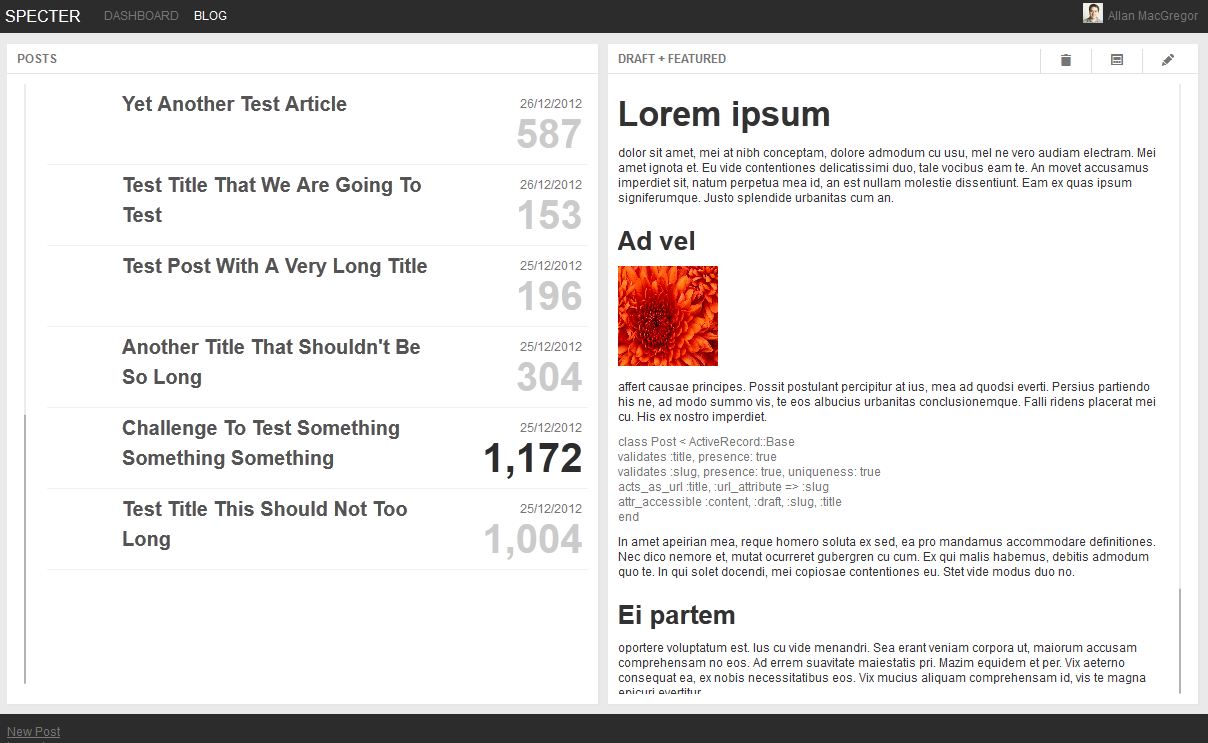 SPECTER DASHBOARD BLOG Allan MacGregor
POSTS
Yet Another Test Article
26/12/2012
587
Test Title That We Are Going To
Test
26/12/2012
153
Test Post With A Very Long Title
25/12/2012
196
Another Title That Shouldn't Be
So Long
25/12/2012
304
Challenge To Test Something
Something Something
25/12/2012
1,172
Test Title This Should Not Too
Long
25/12/2012
1,004
DRAFT + FEATURED
Lorem ipsum
dolor sit amet, mei at nibh conceptam, dolore admodum cu usu, mel ne vero audiam electram. Mei
amet ignota et. Eu vide contentiones delicatissimi duo, tale vocibus eam te. An movet accusamus
imperdiet sit, natum perpetua mea id, an est nullam molestie dissentiunt. Eam ex quas ipsum
signiferumque. Justo splendide urbanitas cum an.
Ad vel
affert causae principes. Possit postulant percipitur at ius, mea ad quodsi everti. Persius partiendo
his ne, ad modo summo vis, te eos albucius urbanitas conclusionemque. Falli ridens placerat mei
cu. His ex nostro imperdiet.
class Post < ActiveRecord::Base
validates :title, presence: true
validates :slug, presence: true, uniqueness: true
acts_as_url :title, :url_attribute => :slug
attr_accessible :content, :draft, :slug, :title
end
In amet apeirian mea, reque homero soluta ex sed, ea pro mandamus accommodare definitiones.
Nec dico nemore et, mutat ocurreret gubergren cu cum. Ex qui malis habemus, debitis admodum
quo te. In qui solet docendi, mei copiosae contentiones eu. Stet vide modus duo no.
Ei partem
oportere voluptatum est. Ius cu vide menandri. Sea erant veniam corpora ut, maiorum accusam
comprehensam no eos. Ad errem suavitate maiestatis pri. Mazim equidem et per. Vix aeterno
consequat ea, ex nobis necessitatibus eos. Vix mucius aliquam comprehensam id, vis te magna
epicuri evertitur
New Post